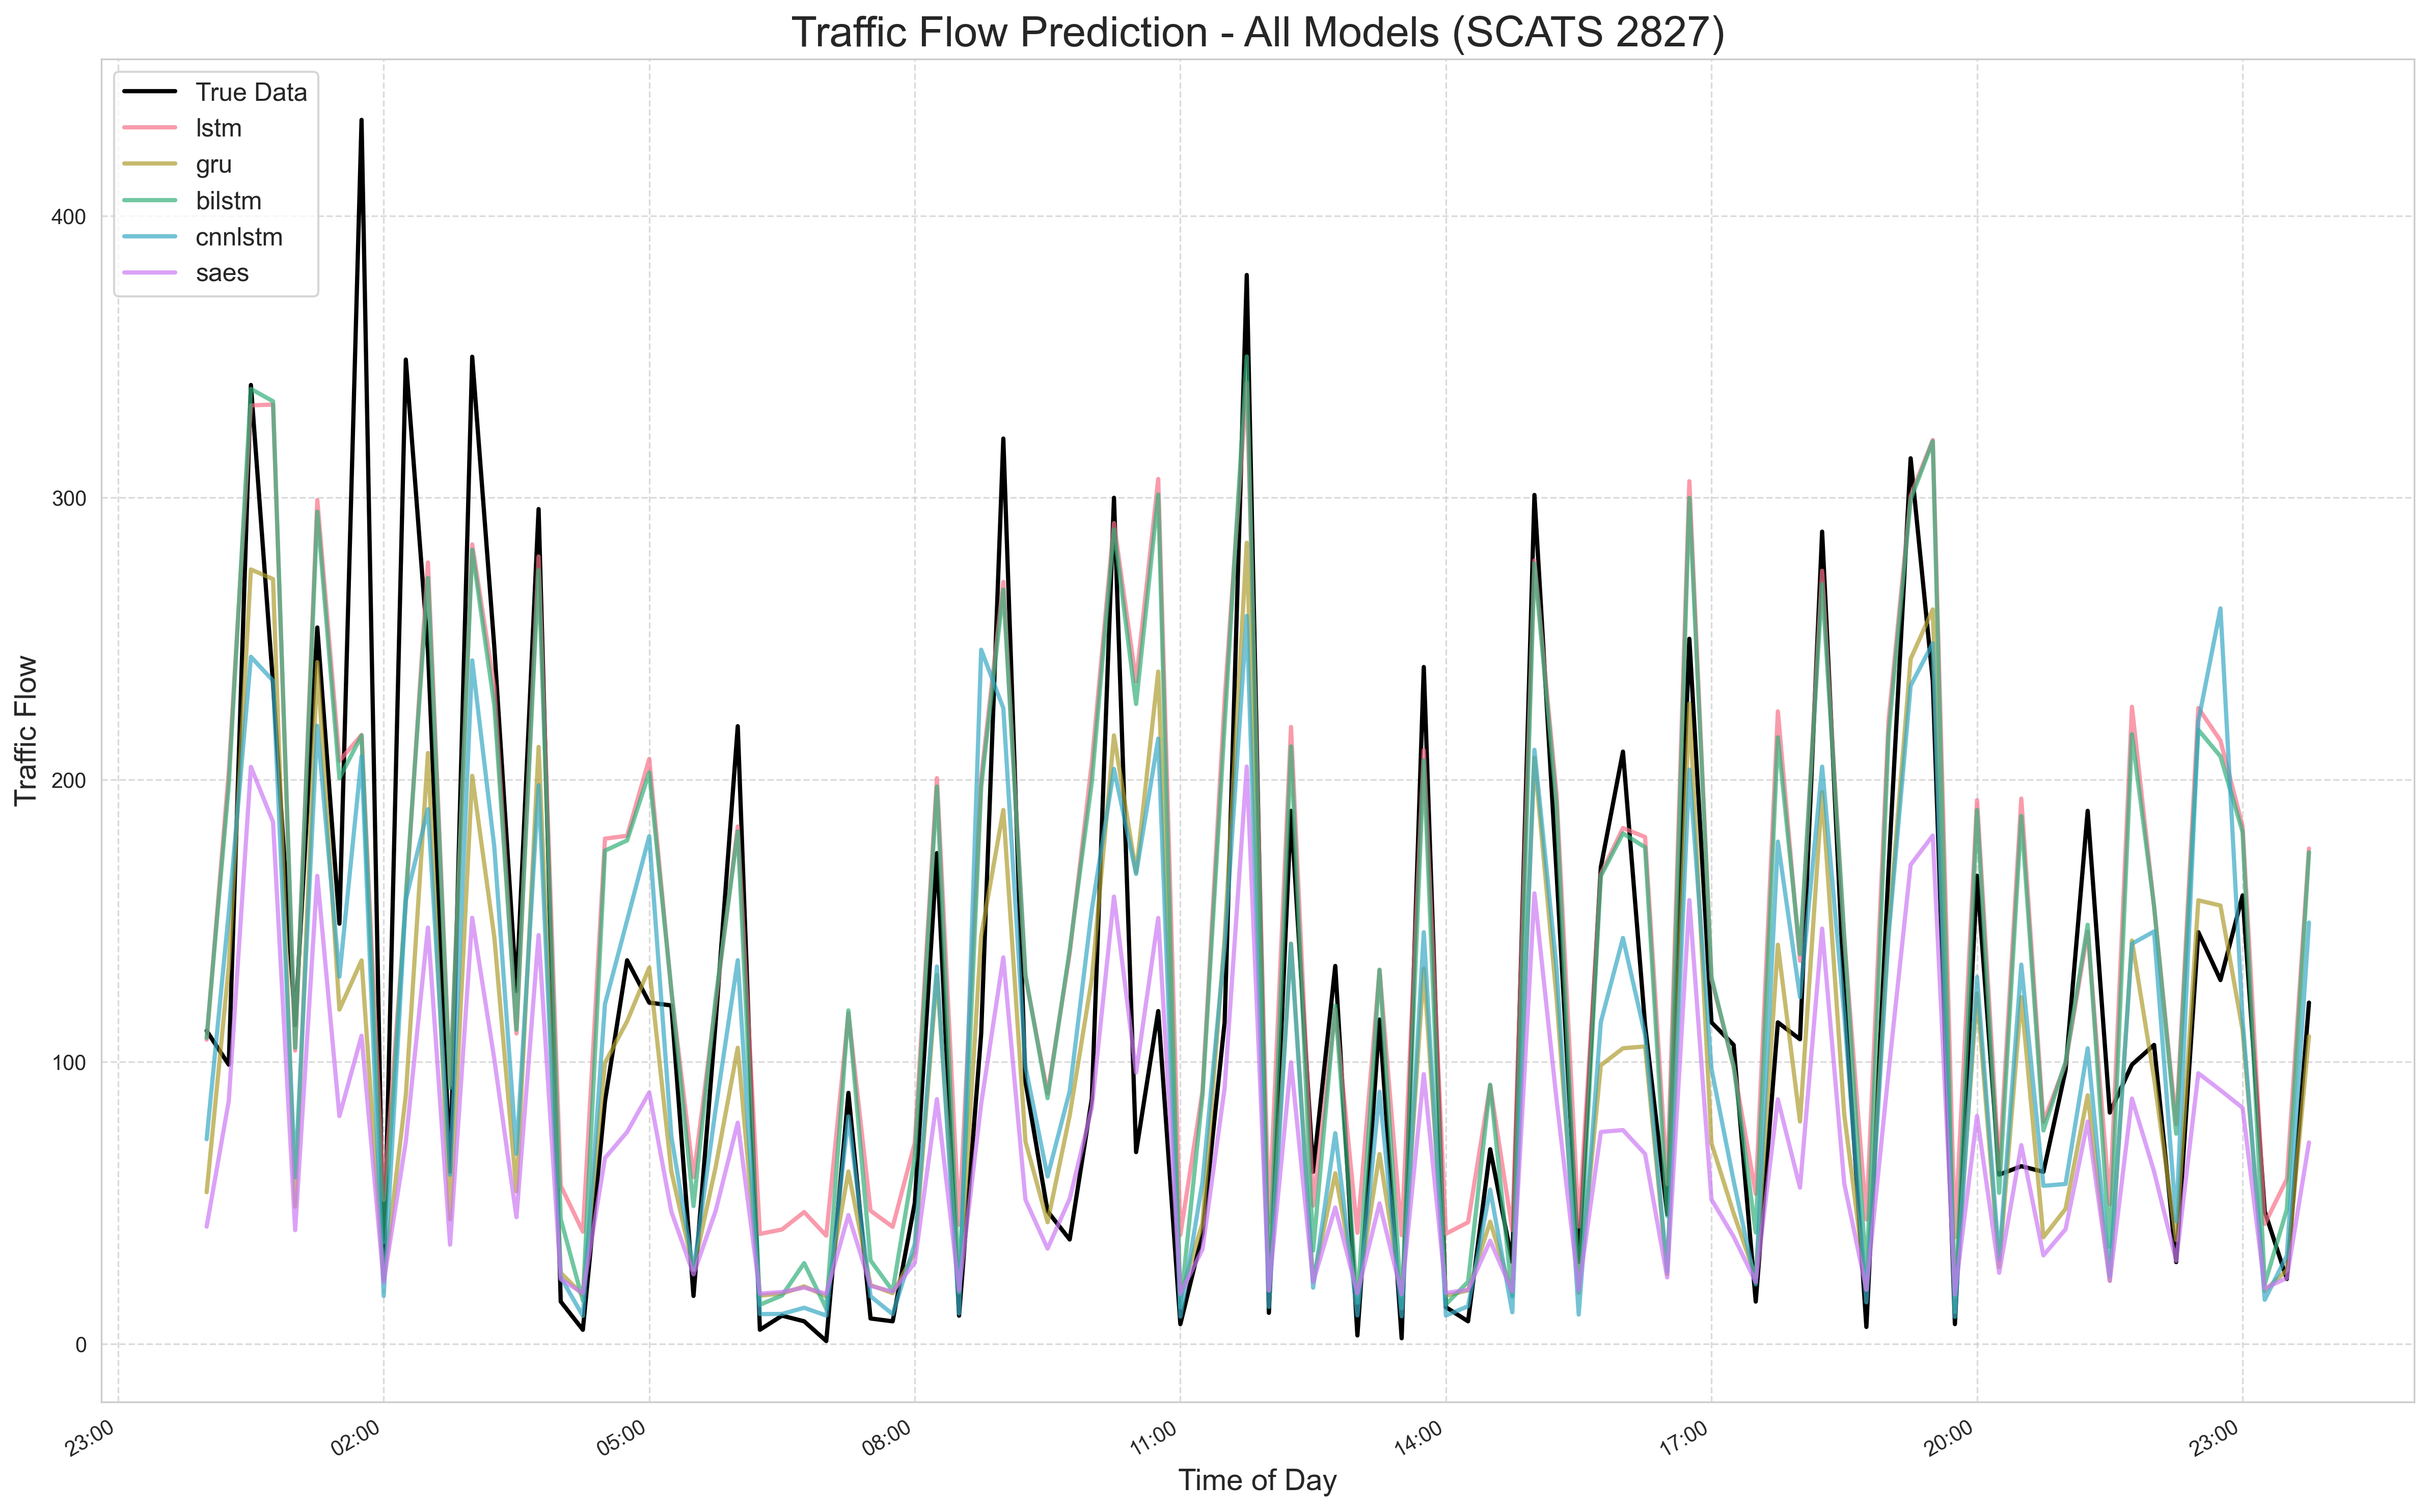 Traffic Flow Prediction - All Models (SCATS 2827)
True Data
lstm
gru
bilstm
cnnlstm
saes
Traffic Flow
400
300
200
100
0
23:00
02:00
05:00
08:00
11:00
14:00
17:00
20:00
23:00
Time of Day